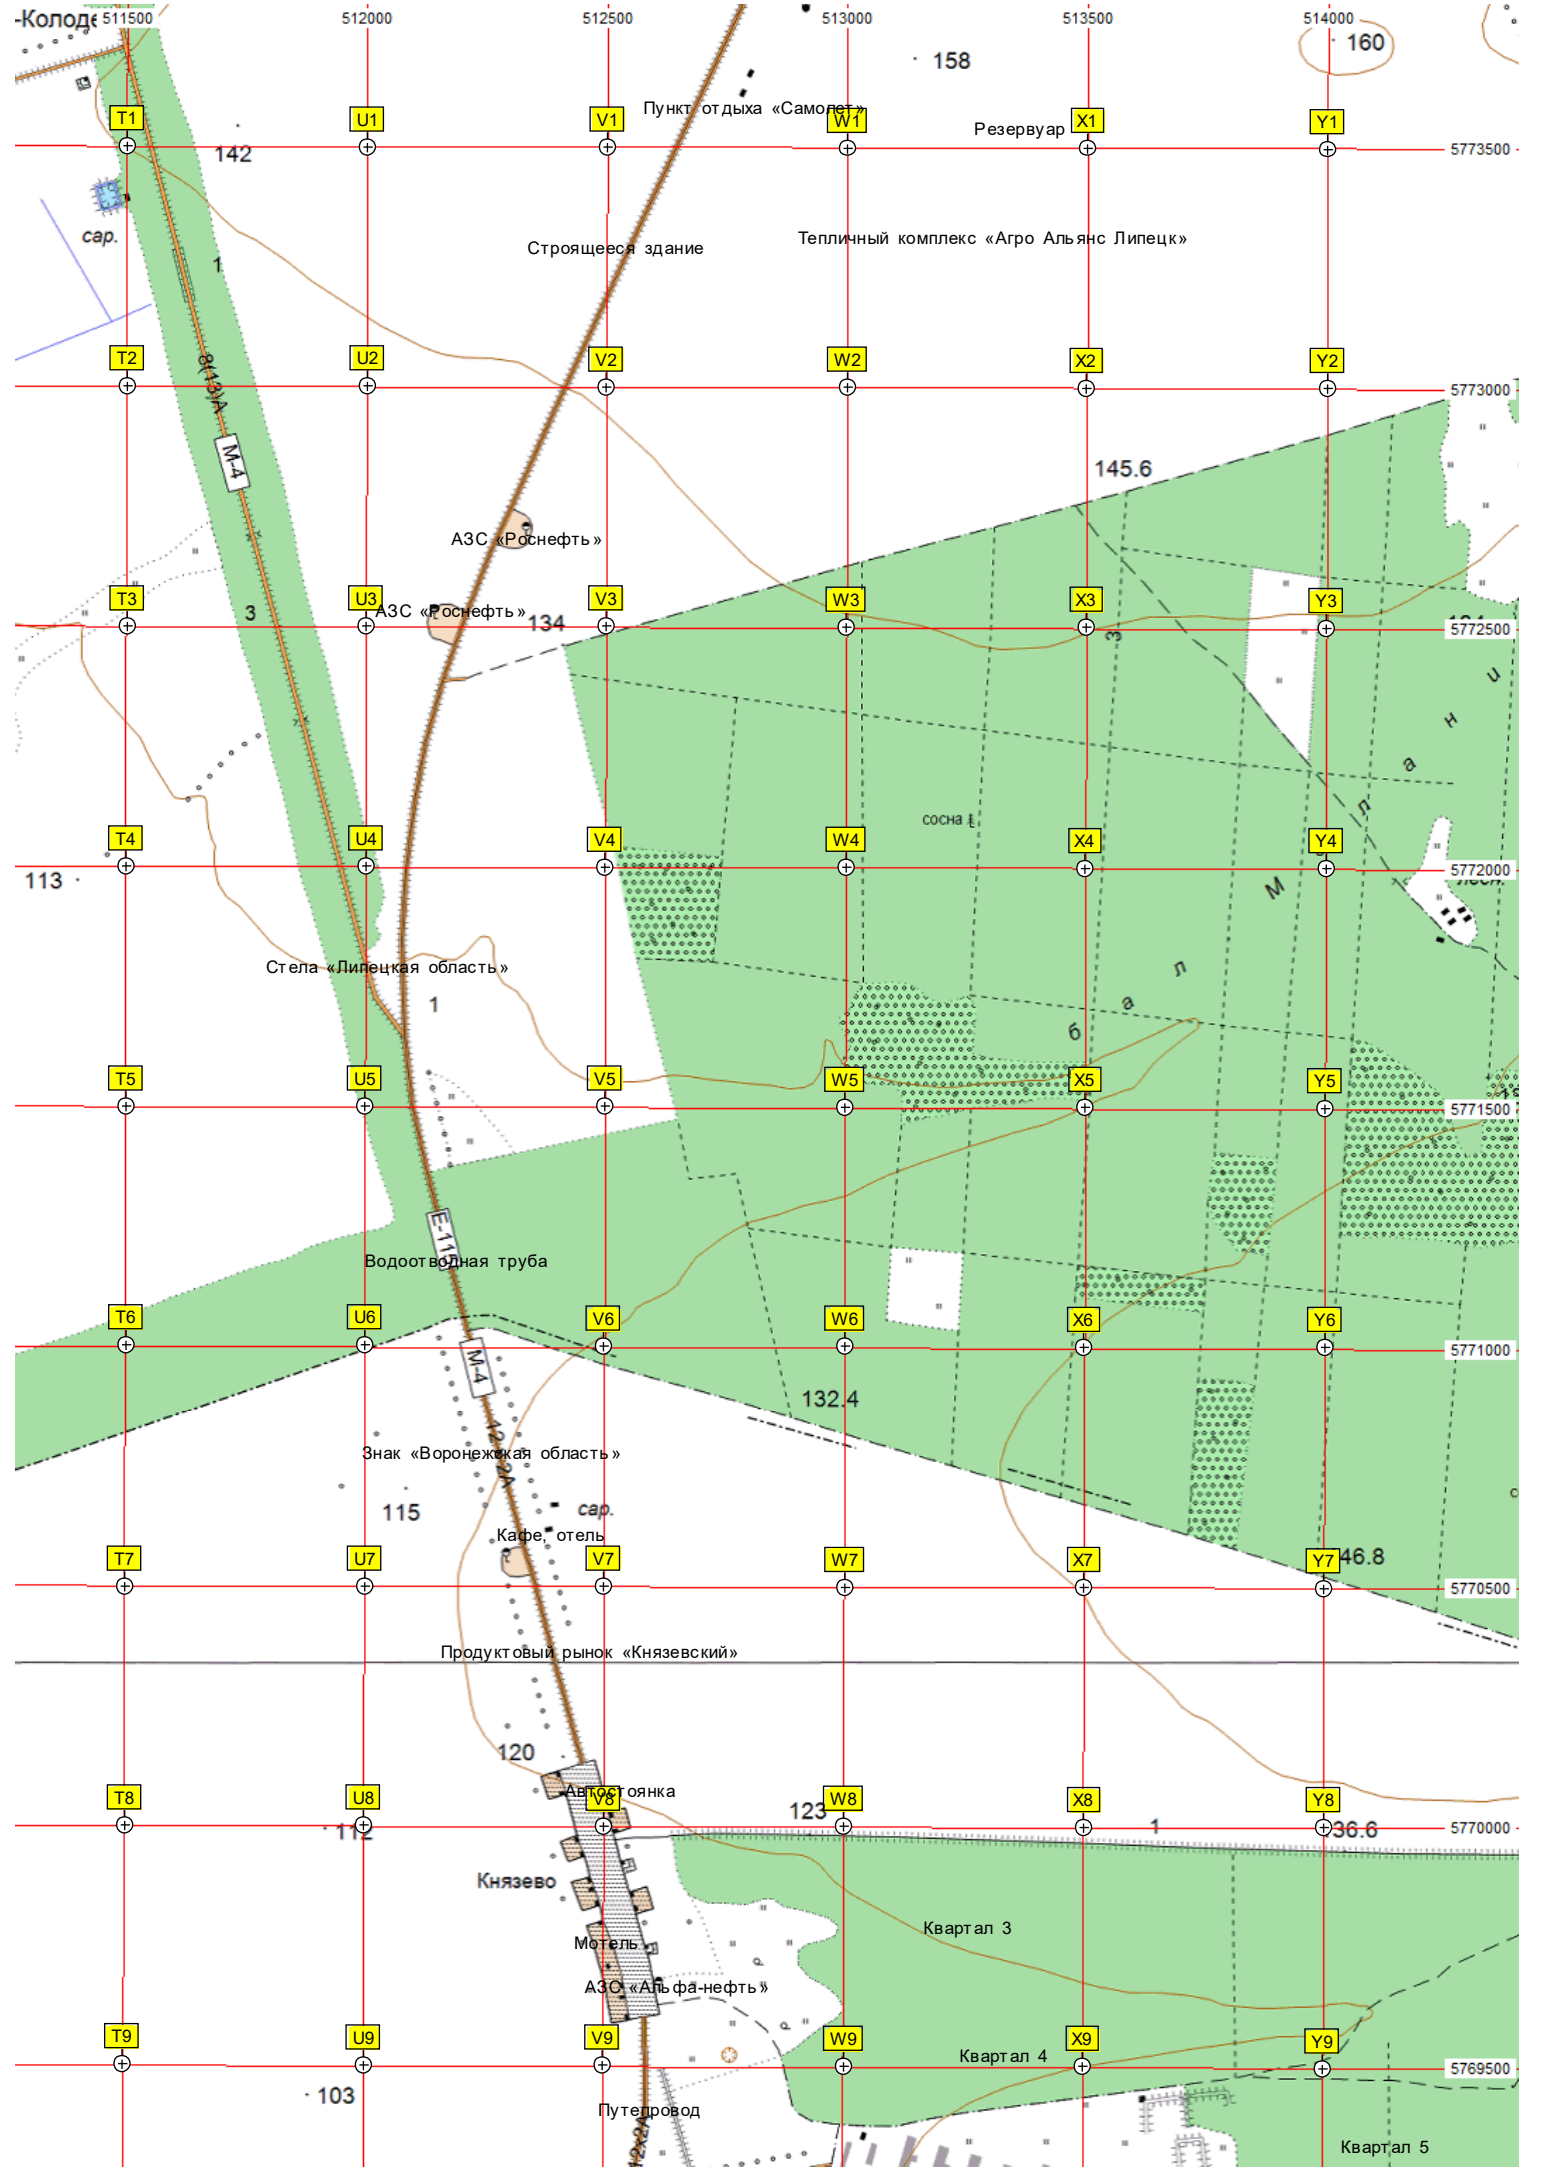 -Колоде 511500 512000 512500 513000 513500 514000
158 160
Пункт отдыха «Самолет»
T1 U1 V1 W1 X1 Y1
Резервуар
142
5773500
сар.
Строящееся здание
Тепличный комплекс «Агро Альянс Липецк»
1
T2 U2 V2 W2 X2 Y2
5773000
8(13)А
М-4
145.6
АЗС «Роснефть»
T3 U3 V3 W3 X3 Y3
АЗС «Роснефть»
3
134
5772500
3
М а л л а н и
б а л
сосна
T4 U4 V4 W4 X4 Y4
5772000
113
Стела «Липецкая область»
1
T5 U5 V5 W5 X5 Y5
5771500
Е-115
Водоотводная труба
T6 U6 V6 W6 X6 Y6
5771000
М-4
132.4
Знак «Воронежская область»
115
сар.
Кафе, отель
T7 U7 V7 W7 X7 Y7
46.8
5770500
Продуктовый рынок «Князевский»
120
Автостоянка
T8 U8 V8 W8 X8 Y8
112
123
1
36.6
5770000
Князево
Квартал 3
Мотель
АЗС «Альфа-нефть»
T9 U9 V9 W9 X9 Y9
Квартал 4
5769500
103
Путепровод
Квартал 5